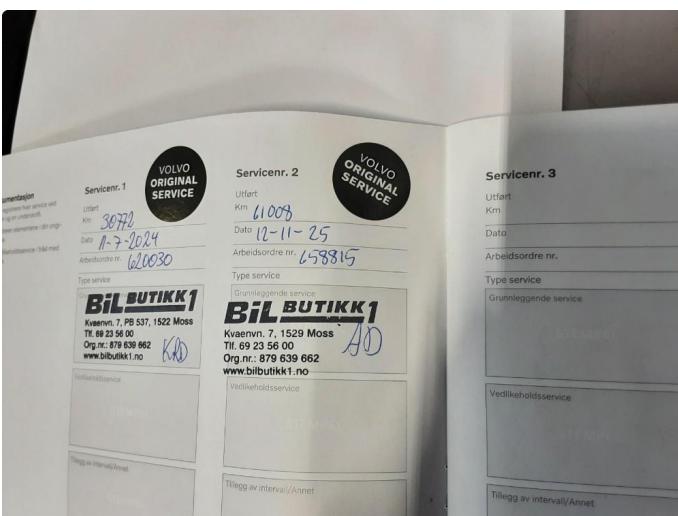 umentasjon
VOLVO
ORIGINAL
SERVICE
Servicenr. 1
Utført
Km 30772
Dato 11-7-2024
Arbeidsordre nr. 620030
Type service
BiL BUTIKK1
Kvaenvn. 7, PB 537, 1522 Moss
Tlf. 69 23 56 00
Org.nr.: 879 639 662
www.bilbutikk1.no
KRD
Vedlikeholdsservice
Tillegg av intervall/Annet
VOLVO
ORIGINAL
SERVICE
Servicenr. 2
Utført
Km 61008
Dato 12-11-25
Arbeidsordre nr. 658815
Type service
Grunnleggende service
BiL BUTIKK1
Kvaenvn. 7, 1529 Moss
Tlf. 69 23 56 00
Org.nr.: 879 639 662
www.bilbutikk1.no
AD
Vedlikeholdsservice
Tillegg av intervall/Annet
Servicenr. 3
Utført
Km
Dato
Arbeidsordre nr.
Type service
Grunnleggende service
Vedlikeholdsservice
Tillegg av intervall/Annet